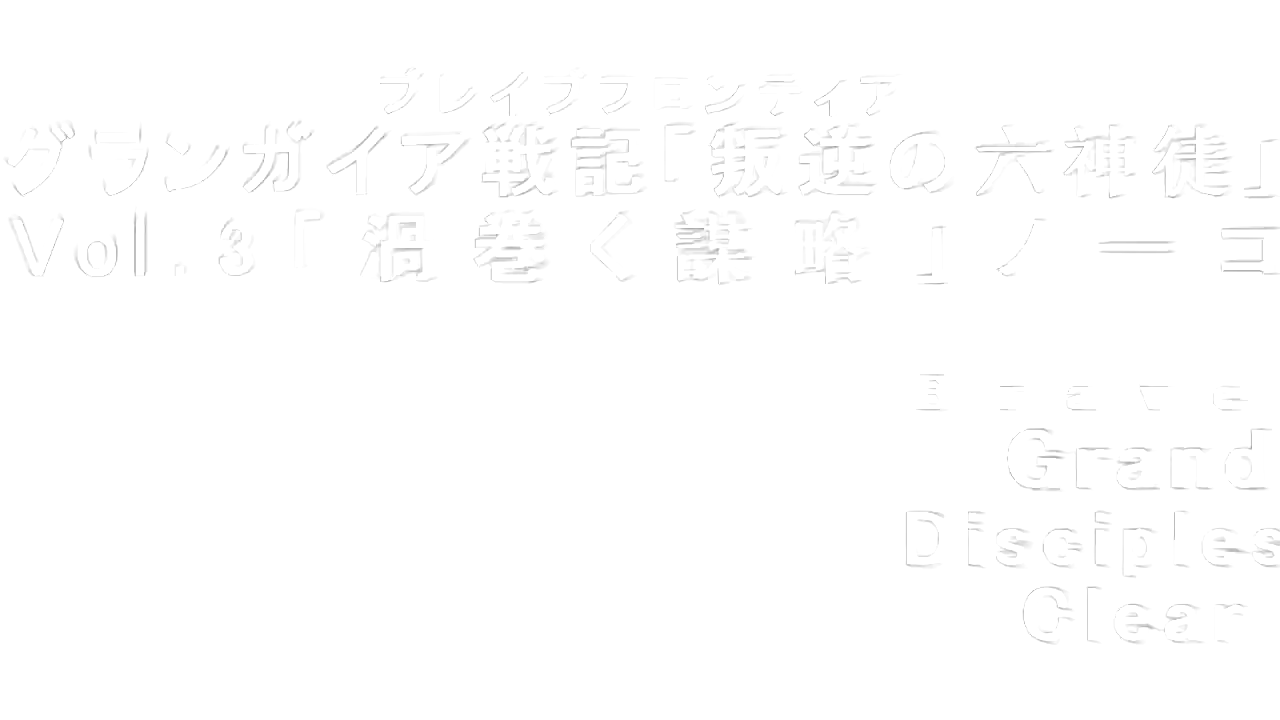 ブレイブフロンティア
グランガイア戦記「叛逆の六神徒」
Vol.3「渦巻く謀略」ノーコ
Brave
Grand
Disciples
Clear